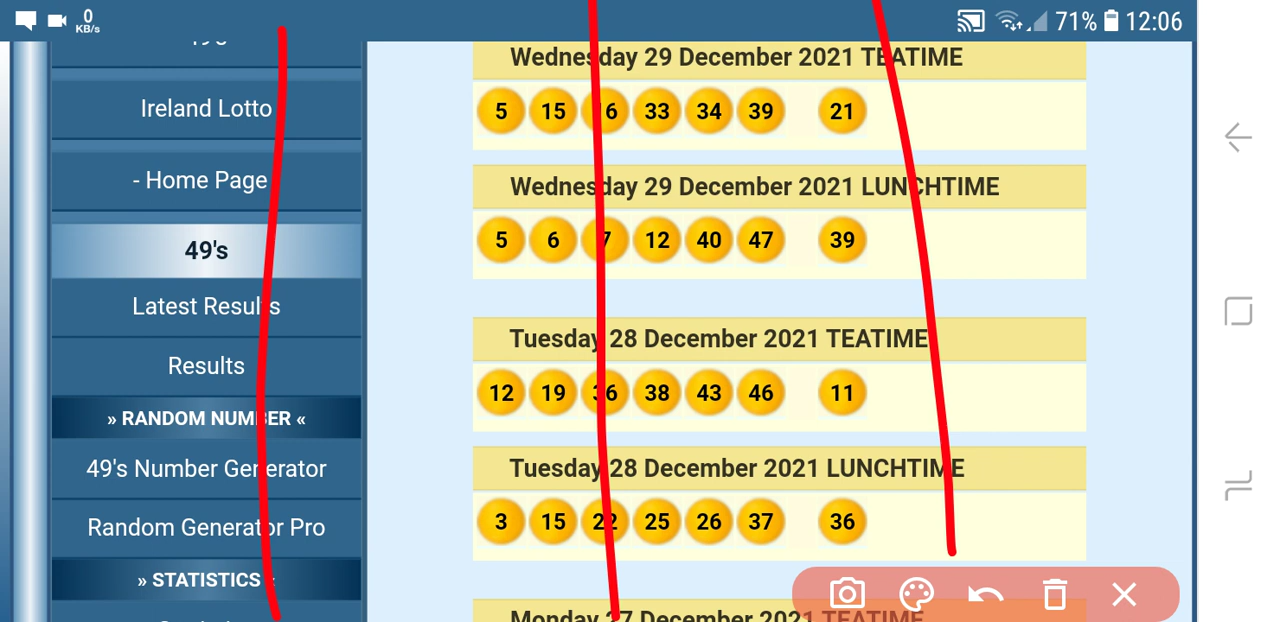 0
KB/s
71%
12:06
Ireland Lotto
- Home Page
49's
Latest Results
Results
» RANDOM NUMBER «
49's Number Generator
Random Generator Pro
» STATISTICS «
Wednesday 29 December 2021 TEATIME
5 15 16 33 34 39 21
Wednesday 29 December 2021 LUNCHTIME
5 6 7 12 40 47 39
Tuesday 28 December 2021 TEATIME
12 19 36 38 43 46 11
Tuesday 28 December 2021 LUNCHTIME
3 15 22 25 26 37 36
Monday 27 December 2021 TEATIME